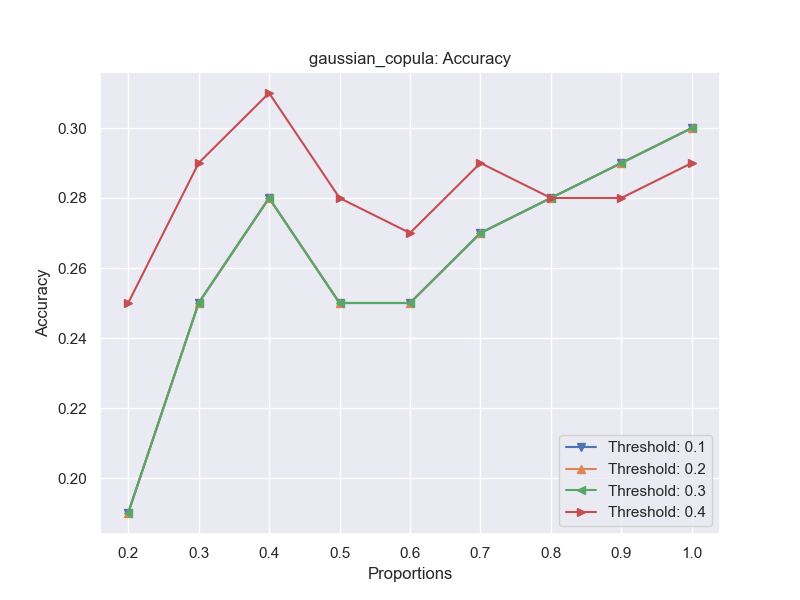 gaussian_copula: Accuracy
Accuracy
0.30
0.28
0.26
0.24
0.22
0.20
Threshold: 0.1
Threshold: 0.2
Threshold: 0.3
Threshold: 0.4
0.2 0.3 0.4 0.5 0.6 0.7 0.8 0.9 1.0
Proportions